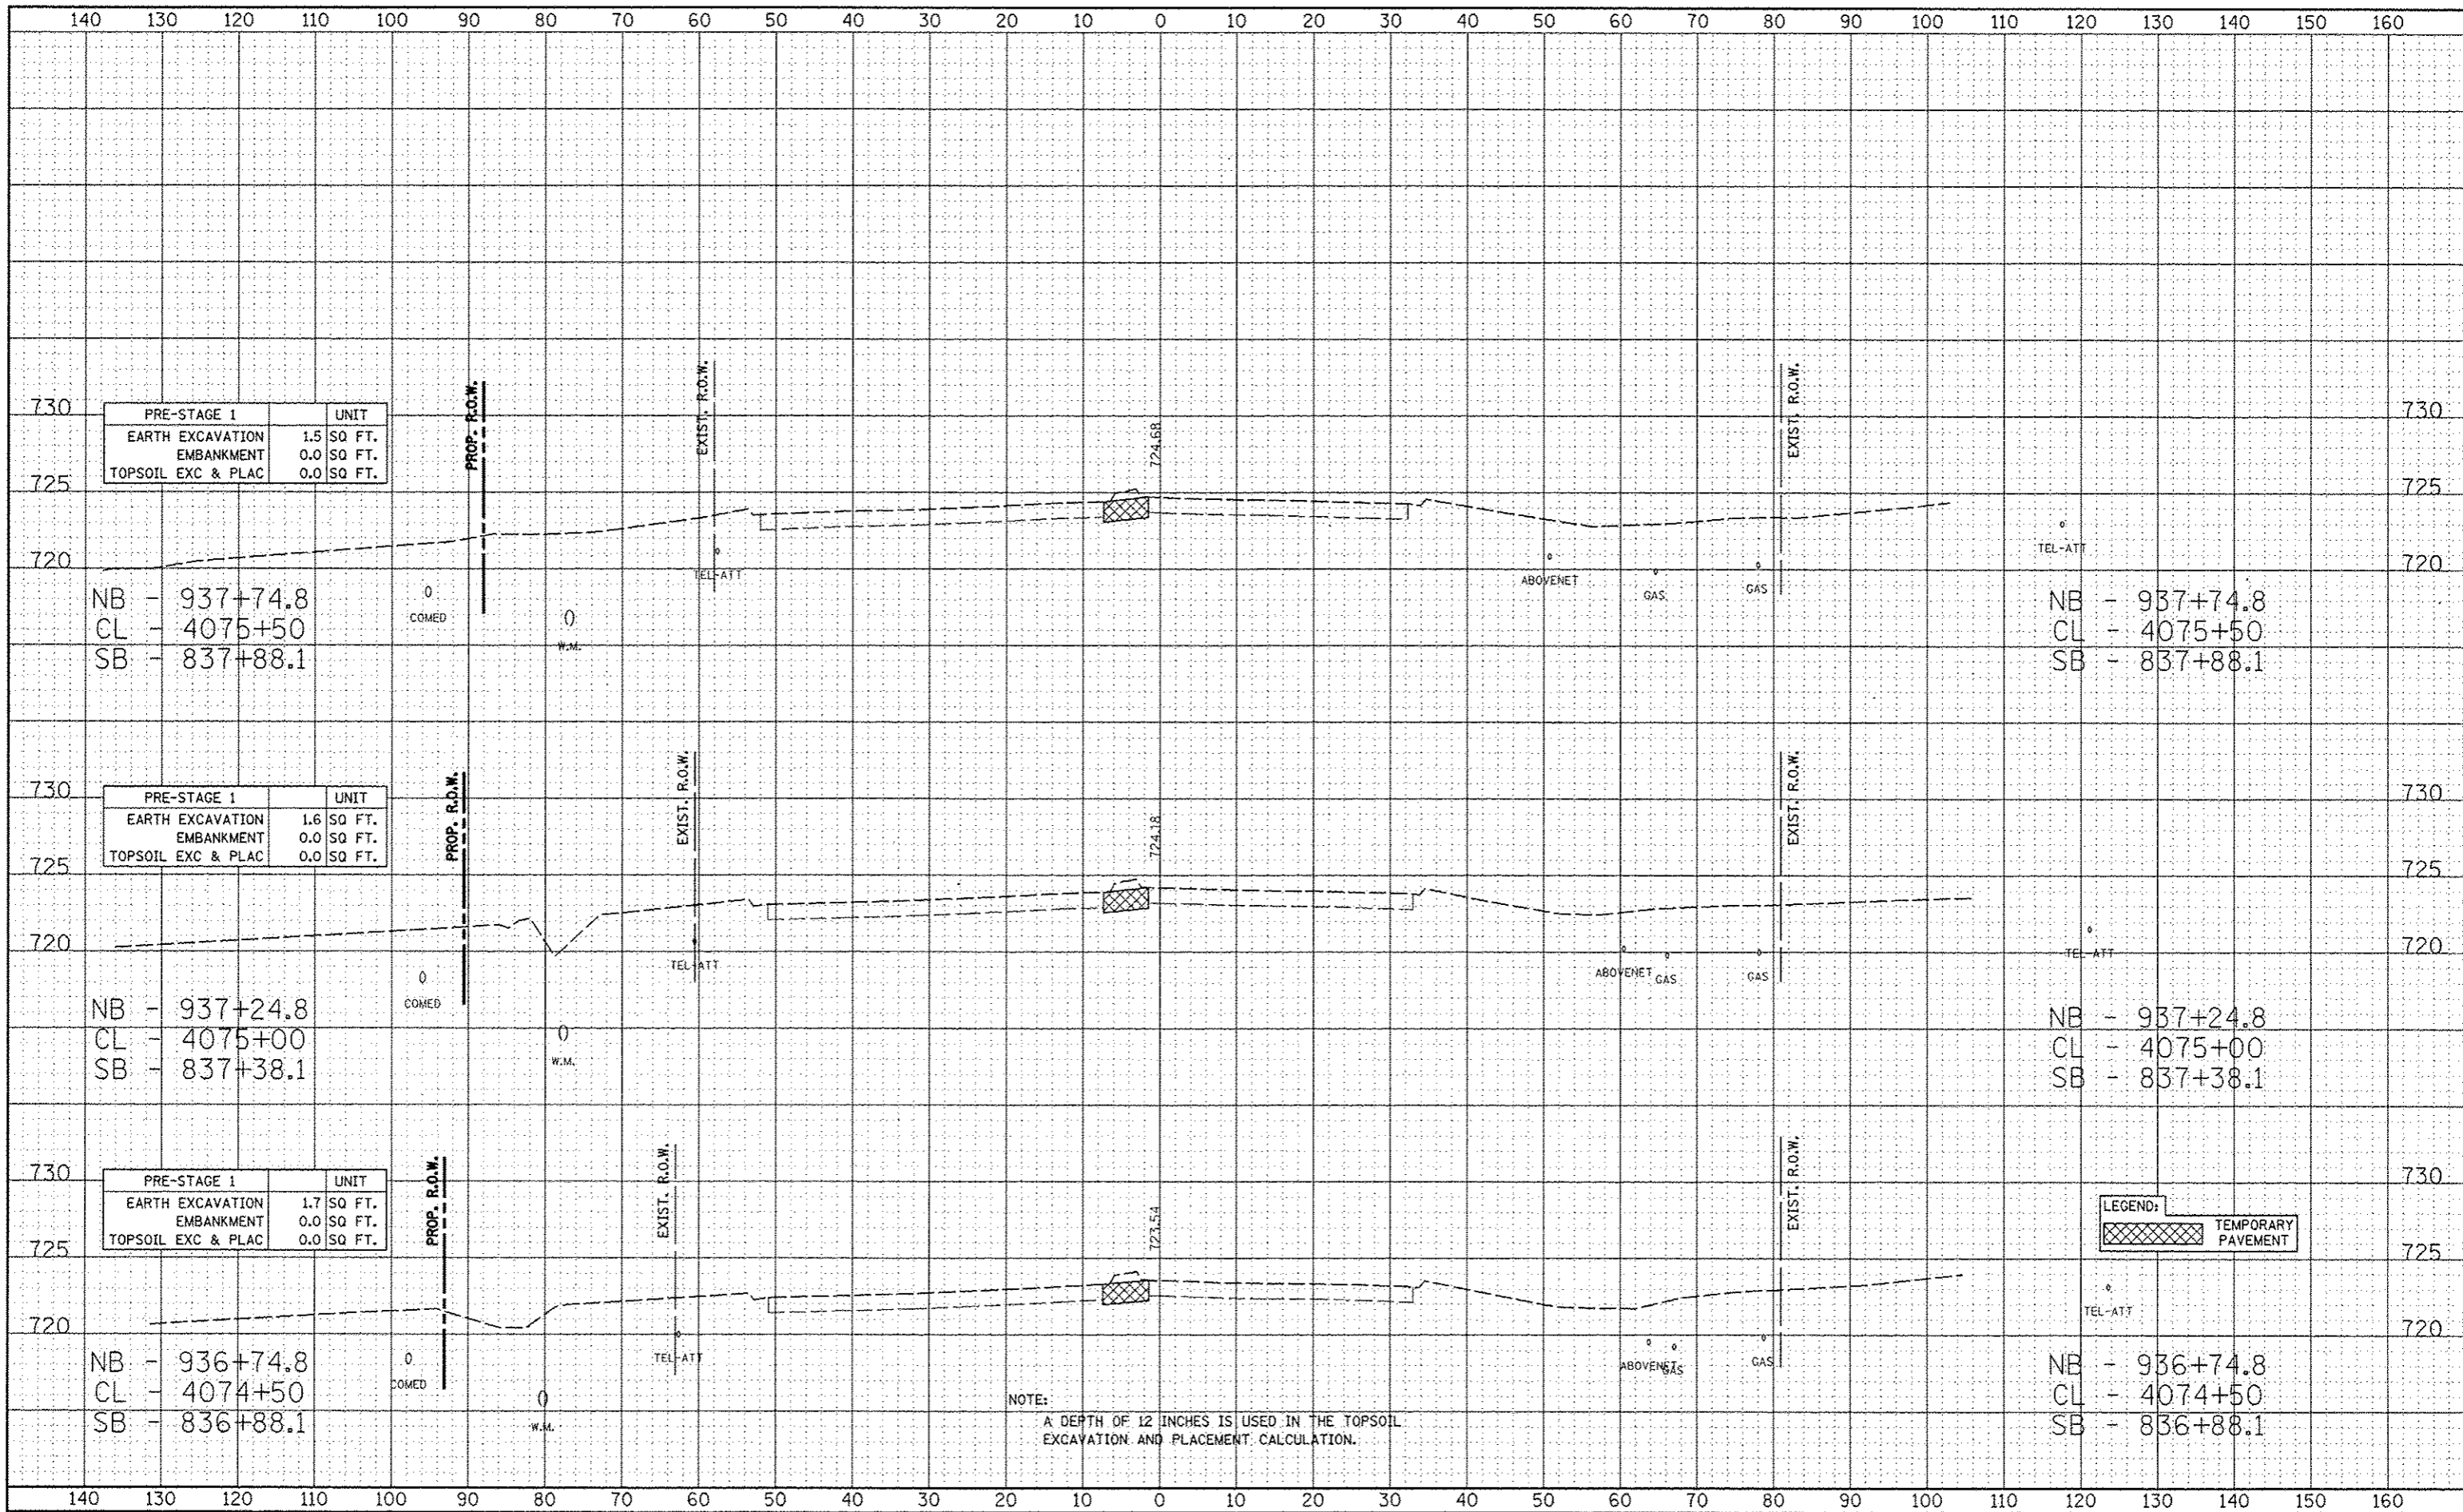 140 130 120 110 100 90 80 70 60 50 40 30 20 10 0 10 20 30 40 50 60 70 80 90 100 110 120 130 140 150 160
PROP. R.O.W.
EXIST. R.O.W.
724.68
EXIST. R.O.W.
730 730
PRE-STAGE 1 UNIT
EARTH EXCAVATION 1.5 SQ FT.
EMBANKMENT 0.0 SQ FT.
TOPSOIL EXC & PLAC 0.0 SQ FT.
725 725
720 720
TEL-ATT ABOVENET GAS GAS TEL-ATT
COMED
W.M.
NB - 937+74.8 NB - 937+74.8
CL - 4075+50 CL - 4075+50
SB - 837+88.1 SB - 837+88.1
PROP. R.O.W.
EXIST. R.O.W.
724.18
EXIST. R.O.W.
730 730
PRE-STAGE 1 UNIT
EARTH EXCAVATION 1.6 SQ FT.
EMBANKMENT 0.0 SQ FT.
TOPSOIL EXC & PLAC 0.0 SQ FT.
725 725
720 720
TEL-ATT ABOVENET GAS GAS TEL-ATT
COMED
W.M.
NB - 937+24.8 NB - 937+24.8
CL - 4075+00 CL - 4075+00
SB - 837+38.1 SB - 837+38.1
PROP. R.O.W.
EXIST. R.O.W.
723.54
EXIST. R.O.W.
730 730
PRE-STAGE 1 UNIT
EARTH EXCAVATION 1.7 SQ FT.
EMBANKMENT 0.0 SQ FT.
TOPSOIL EXC & PLAC 0.0 SQ FT.
LEGEND:
TEMPORARY
PAVEMENT
725 725
720 720
TEL-ATT ABOVENET GAS GAS TEL-ATT
COMED
W.M.
NB - 936+74.8 NB - 936+74.8
CL - 4074+50 CL - 4074+50
SB - 836+88.1 SB - 836+88.1
NOTE:
A DEPTH OF 12 INCHES IS USED IN THE TOPSOIL
EXCAVATION AND PLACEMENT CALCULATION.
140 130 120 110 100 90 80 70 60 50 40 30 20 10 0 10 20 30 40 50 60 70 80 90 100 110 120 130 140 150 160